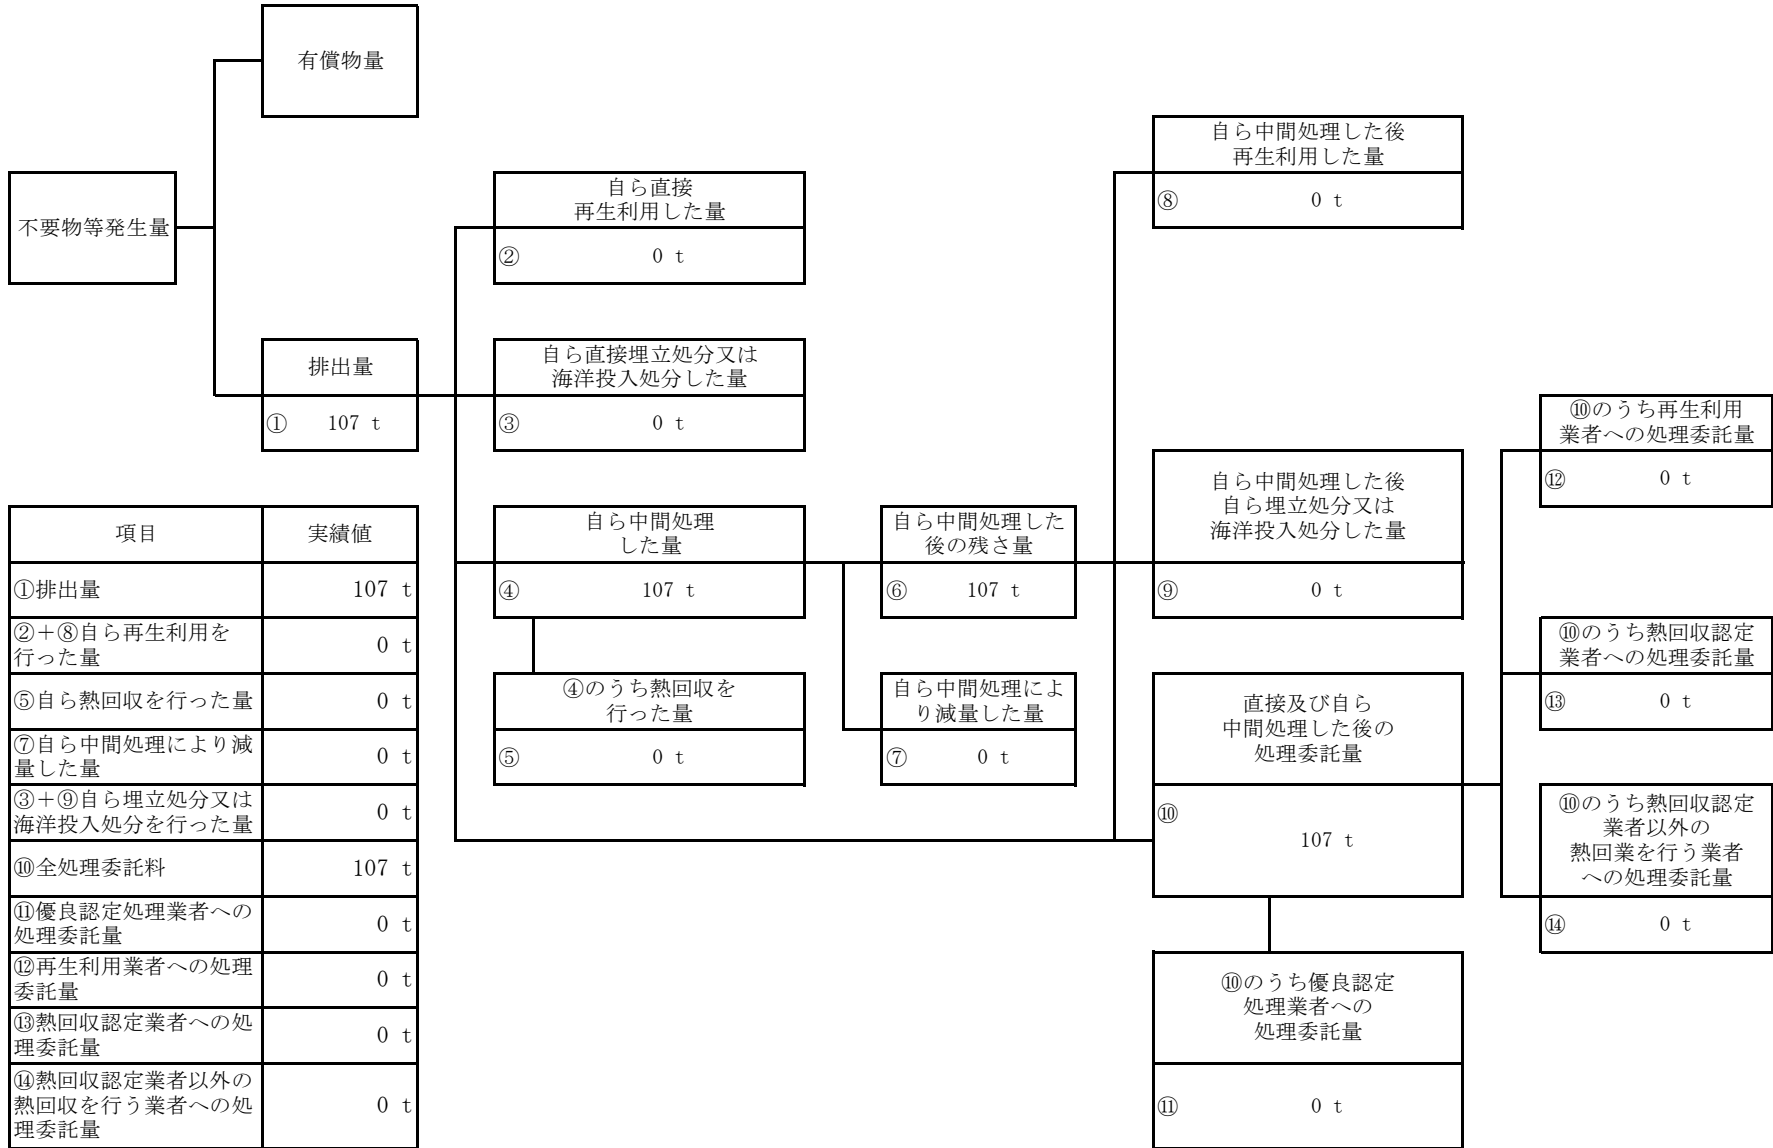 有償物量
不要物等発生量
排出量
① 107 t
自ら直接
再生利用した量
② 0 t
自ら直接埋立処分又は
海洋投入処分した量
③ 0 t
自ら中間処理
した量
④ 107 t
④のうち熱回収を
行った量
⑤ 0 t
自ら中間処理した
後の残さ量
⑥ 107 t
自ら中間処理によ
り減量した量
⑦ 0 t
自ら中間処理した後
再生利用した量
⑧ 0 t
自ら中間処理した後
自ら埋立処分又は
海洋投入処分した量
⑨ 0 t
直接及び自ら
中間処理した後の
処理委託量
⑩
107 t
⑩のうち優良認定
処理業者への
処理委託量
⑪ 0 t
⑩のうち再生利用
業者への処理委託量
⑫ 0 t
⑩のうち熱回収認定
業者への処理委託量
⑬ 0 t
⑩のうち熱回収認定
業者以外の
熱回業を行う業者
への処理委託量
⑭ 0 t
項目 実績値
①排出量 107 t
②＋⑧自ら再生利用を
行った量 0 t
⑤自ら熱回収を行った量 0 t
⑦自ら中間処理により減
量した量 0 t
③＋⑨自ら埋立処分又は
海洋投入処分を行った量 0 t
⑩全処理委託料 107 t
⑪優良認定処理業者への
処理委託量 0 t
⑫再生利用業者への処理
委託量 0 t
⑬熱回収認定業者への処
理委託量 0 t
⑭熱回収認定業者以外の
熱回収を行う業者への処
理委託量 0 t